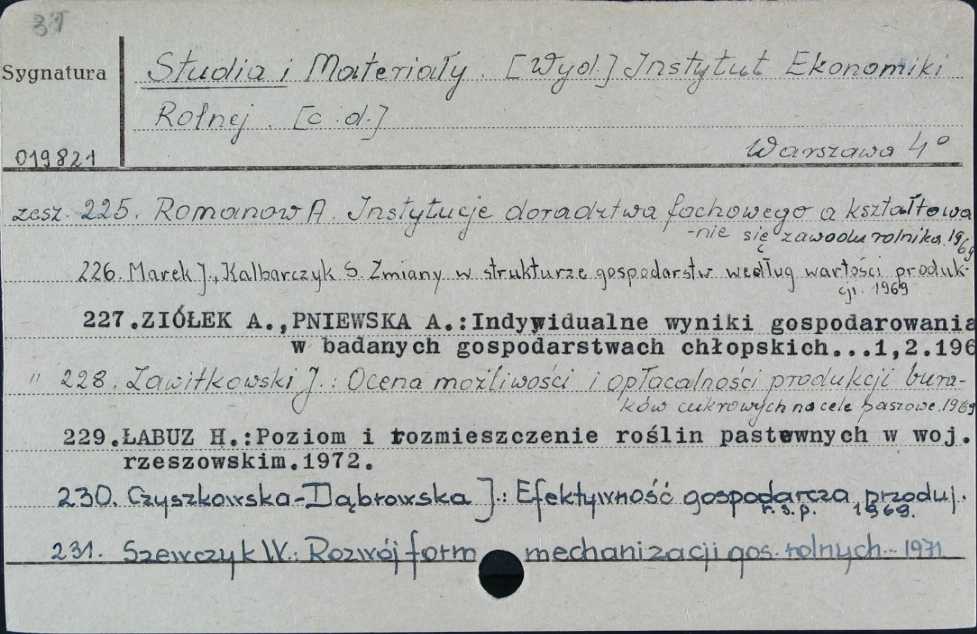 3T
Sygnatura
Studia i Materiały. [Wyd.] Instytut Ekonomiki
Rolnej. [c.d.]
019821
Warszawa 4°
zesz. 225. Romanow A. Instytucje doradztwa fachowego a kształtowa
-nie się zawodu rolnika 1969
226. Marek J., Kalbarczyk S. Zmiany w strukturze gospodarstw według wartości produk-
cji. 1969
227.ZIÓŁEK A.,PNIEWSKA A.:Indywidualne wyniki gospodarowania
w badanych gospodarstwach chłopskich...1,2.196
" 228. Zawitkowski J.: Ocena możliwości i opłacalności produkcji bura-
ków cukrowych na cele paszowe. 1969
229.ŁABUZ H.:Poziom i rozmieszczenie roślin pastewnych w woj.
rzeszowskim.1972.
230. Czyszkowska-Dąbrowska J.: Efektywność gospodarcza przoduj.
r.s.p. 1969.
231. Szewczyk W.: Rozwój form mechanizacji gos. rolnych... 1971